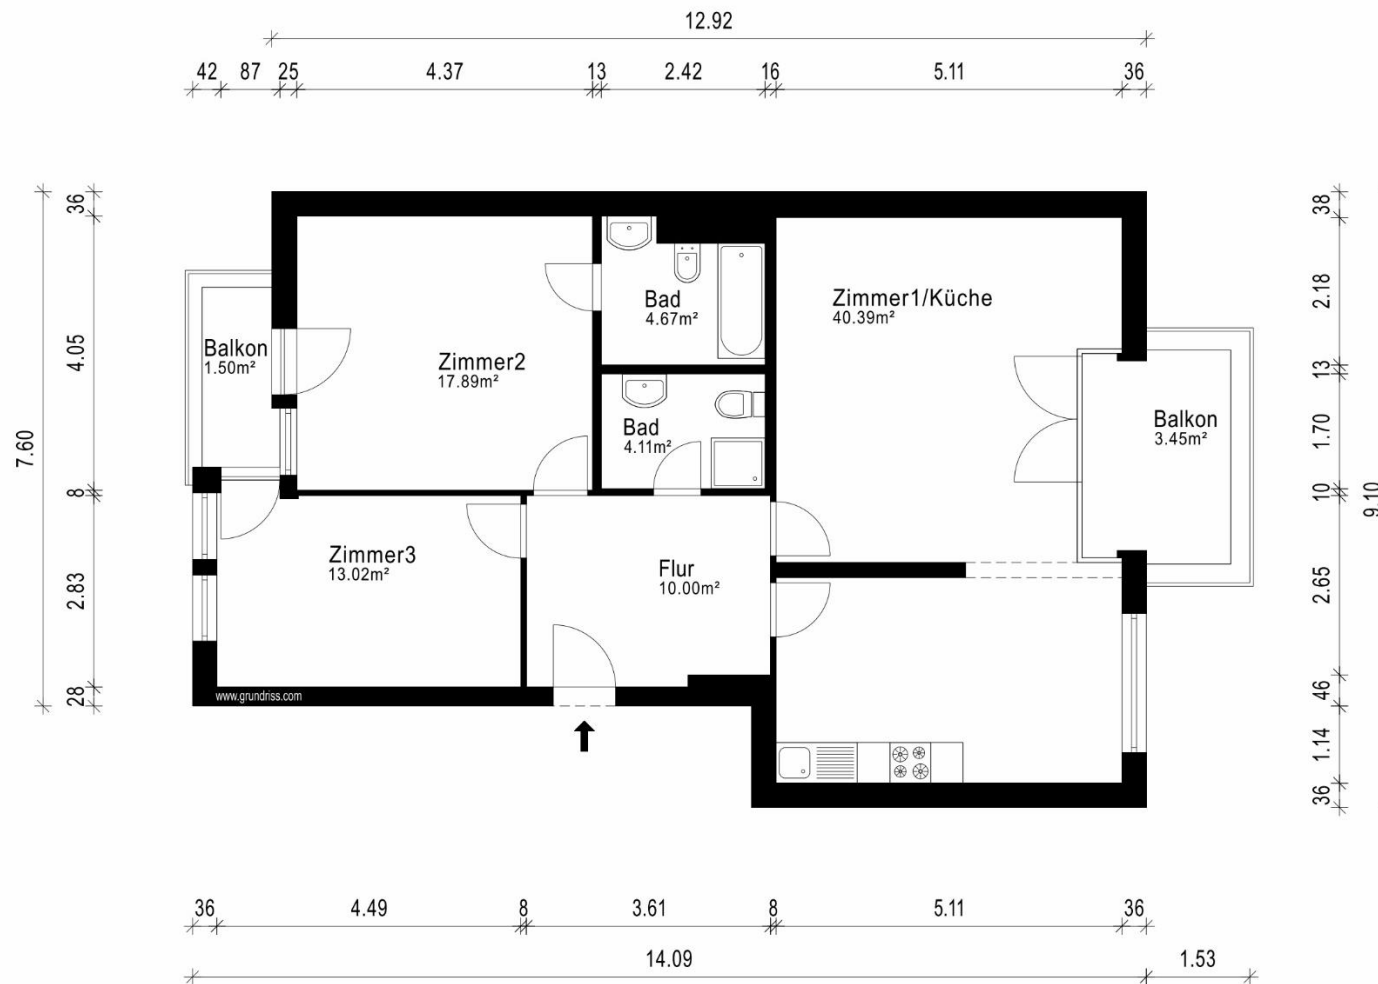 12.92
42 87 25 4.37 13 2.42 16 5.11 36
36
38
2.18
Bad
4.67m²
Zimmer1/Küche
40.39m²
4.05
Balkon
1.50m²
Zimmer2
17.89m²
13
Balkon
3.45m²
Bad
4.11m²
1.70
7.60
8
10
9.10
Zimmer3
13.02m²
Flur
10.00m²
2.83
2.65
28
www.grundriss.com
46
1.14
36
36 4.49 8 3.61 8 5.11 36
14.09 1.53